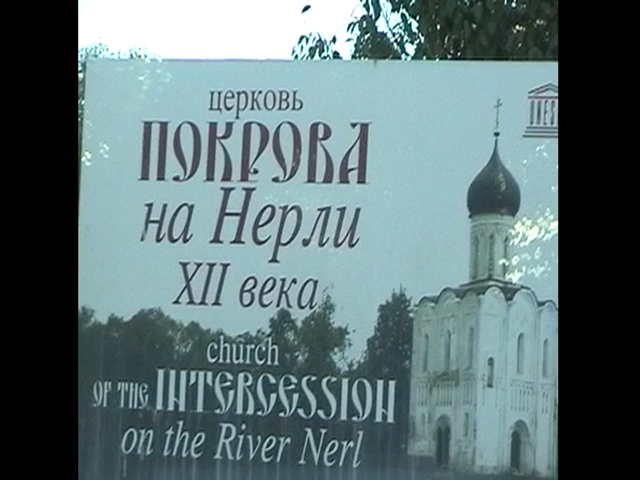 церковь
ПОКРОВА
на Нерли
XII века
church
OF THE INTERCESSION
on the River Nerl